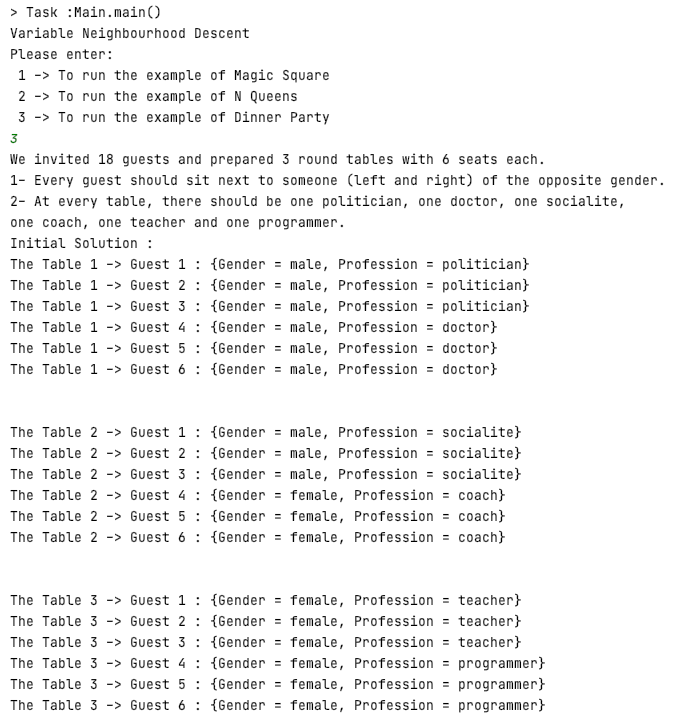 > Task :Main.main()
Variable Neighbourhood Descent
Please enter:
1 -> To run the example of Magic Square
2 -> To run the example of N Queens
3 -> To run the example of Dinner Party
3
We invited 18 guests and prepared 3 round tables with 6 seats each.
1- Every guest should sit next to someone (left and right) of the opposite gender.
2- At every table, there should be one politician, one doctor, one socialite,
one coach, one teacher and one programmer.
Initial Solution :
The Table 1 -> Guest 1 : {Gender = male, Profession = politician}
The Table 1 -> Guest 2 : {Gender = male, Profession = politician}
The Table 1 -> Guest 3 : {Gender = male, Profession = politician}
The Table 1 -> Guest 4 : {Gender = male, Profession = doctor}
The Table 1 -> Guest 5 : {Gender = male, Profession = doctor}
The Table 1 -> Guest 6 : {Gender = male, Profession = doctor}
The Table 2 -> Guest 1 : {Gender = male, Profession = socialite}
The Table 2 -> Guest 2 : {Gender = male, Profession = socialite}
The Table 2 -> Guest 3 : {Gender = male, Profession = socialite}
The Table 2 -> Guest 4 : {Gender = female, Profession = coach}
The Table 2 -> Guest 5 : {Gender = female, Profession = coach}
The Table 2 -> Guest 6 : {Gender = female, Profession = coach}
The Table 3 -> Guest 1 : {Gender = female, Profession = teacher}
The Table 3 -> Guest 2 : {Gender = female, Profession = teacher}
The Table 3 -> Guest 3 : {Gender = female, Profession = teacher}
The Table 3 -> Guest 4 : {Gender = female, Profession = programmer}
The Table 3 -> Guest 5 : {Gender = female, Profession = programmer}
The Table 3 -> Guest 6 : {Gender = female, Profession = programmer}